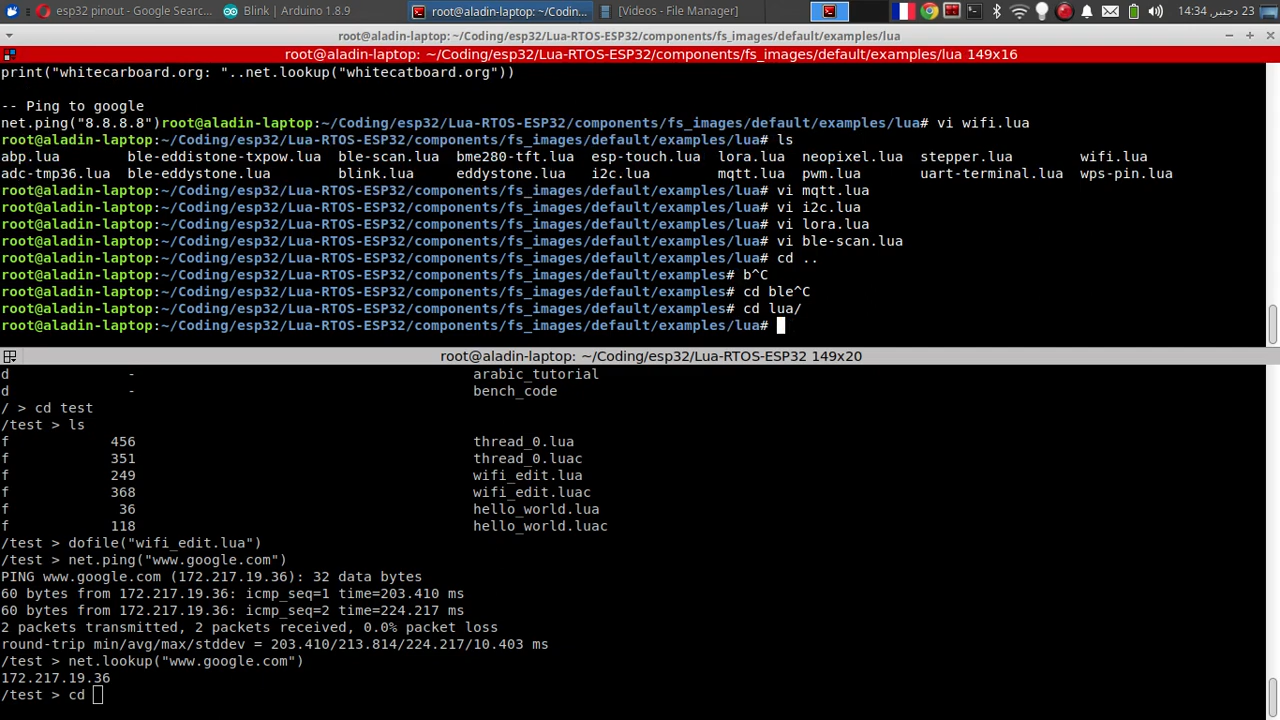 esp32 pinout - Google Searc...
Blink | Arduino 1.8.9
root@aladin-laptop: ~/Codin...
[Videos - File Manager]
23 دجنبر, 14:34
root@aladin-laptop: ~/Coding/esp32/Lua-RTOS-ESP32/components/fs_images/default/examples/lua
root@aladin-laptop: ~/Coding/esp32/Lua-RTOS-ESP32/components/fs_images/default/examples/lua 149x16
print("whitecarboard.org: "..net.lookup("whitecatboard.org"))
-- Ping to google
net.ping("8.8.8.8")root@aladin-laptop:~/Coding/esp32/Lua-RTOS-ESP32/components/fs_images/default/examples/lua# vi wifi.lua
root@aladin-laptop:~/Coding/esp32/Lua-RTOS-ESP32/components/fs_images/default/examples/lua# ls
abp.lua ble-eddistone-txpow.lua ble-scan.lua bme280-tft.lua esp-touch.lua lora.lua neopixel.lua stepper.lua wifi.lua
adc-tmp36.lua ble-eddystone.lua blink.lua eddystone.lua i2c.lua mqtt.lua pwm.lua uart-terminal.lua wps-pin.lua
root@aladin-laptop:~/Coding/esp32/Lua-RTOS-ESP32/components/fs_images/default/examples/lua# vi mqtt.lua
root@aladin-laptop:~/Coding/esp32/Lua-RTOS-ESP32/components/fs_images/default/examples/lua# vi i2c.lua
root@aladin-laptop:~/Coding/esp32/Lua-RTOS-ESP32/components/fs_images/default/examples/lua# vi lora.lua
root@aladin-laptop:~/Coding/esp32/Lua-RTOS-ESP32/components/fs_images/default/examples/lua# vi ble-scan.lua
root@aladin-laptop:~/Coding/esp32/Lua-RTOS-ESP32/components/fs_images/default/examples/lua# cd ..
root@aladin-laptop:~/Coding/esp32/Lua-RTOS-ESP32/components/fs_images/default/examples# b^C
root@aladin-laptop:~/Coding/esp32/Lua-RTOS-ESP32/components/fs_images/default/examples# cd ble^C
root@aladin-laptop:~/Coding/esp32/Lua-RTOS-ESP32/components/fs_images/default/examples# cd lua/
root@aladin-laptop:~/Coding/esp32/Lua-RTOS-ESP32/components/fs_images/default/examples/lua#
root@aladin-laptop: ~/Coding/esp32/Lua-RTOS-ESP32 149x20
d - arabic_tutorial
d - bench_code
/ > cd test
/test > ls
f 456 thread_0.lua
f 351 thread_0.luac
f 249 wifi_edit.lua
f 368 wifi_edit.luac
f 36 hello_world.lua
f 118 hello_world.luac
/test > dofile("wifi_edit.lua")
/test > net.ping("www.google.com")
PING www.google.com (172.217.19.36): 32 data bytes
60 bytes from 172.217.19.36: icmp_seq=1 time=203.410 ms
60 bytes from 172.217.19.36: icmp_seq=2 time=224.217 ms
2 packets transmitted, 2 packets received, 0.0% packet loss
round-trip min/avg/max/stddev = 203.410/213.814/224.217/10.403 ms
/test > net.lookup("www.google.com")
172.217.19.36
/test > cd